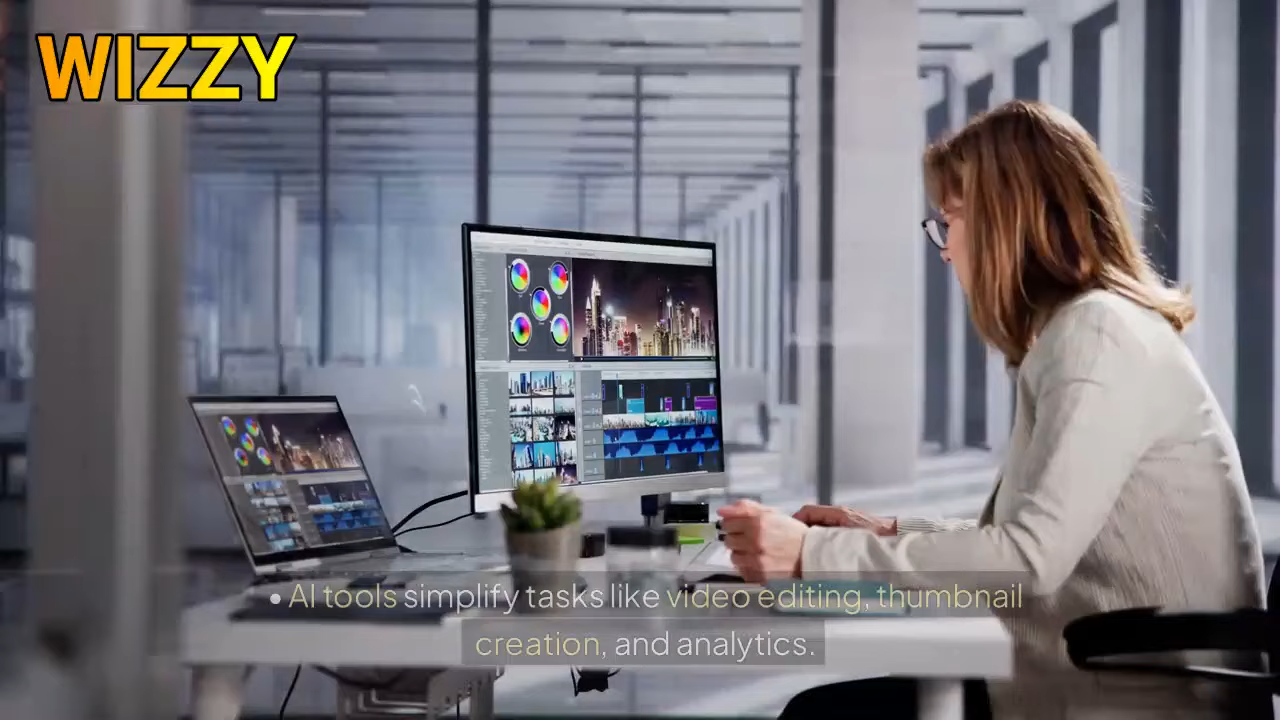 WIZZY
• AI tools simplify tasks like video editing, thumbnail
creation, and analytics.